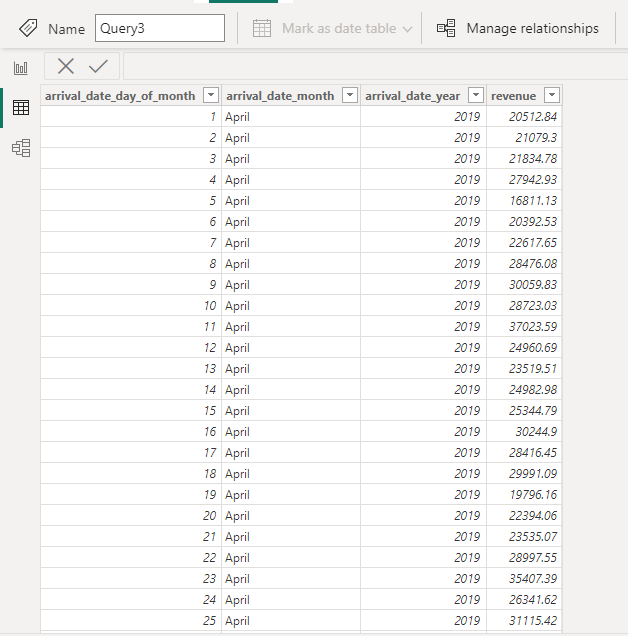 Name Query3 Mark as date table Manage relationships
arrival_date_day_of_month arrival_date_month arrival_date_year revenue
1 April 2019 20512.84
2 April 2019 21079.3
3 April 2019 21834.78
4 April 2019 27942.93
5 April 2019 16811.13
6 April 2019 20392.53
7 April 2019 22617.65
8 April 2019 28476.08
9 April 2019 30059.83
10 April 2019 28723.03
11 April 2019 37023.59
12 April 2019 24960.69
13 April 2019 23519.51
14 April 2019 24982.98
15 April 2019 25344.79
16 April 2019 30244.9
17 April 2019 28416.45
18 April 2019 29991.09
19 April 2019 19796.16
20 April 2019 22394.06
21 April 2019 23535.07
22 April 2019 28997.55
23 April 2019 35407.39
24 April 2019 26341.62
25 April 2019 31115.42